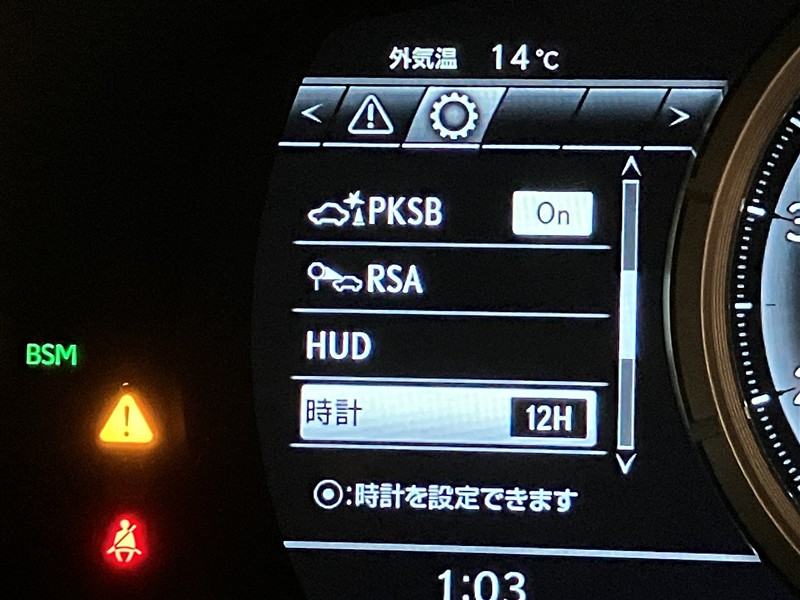 外気温 14℃
< >
PKSB On
RSA
HUD
時計 12H
⦿:時計を設定できます
BSM
1:03